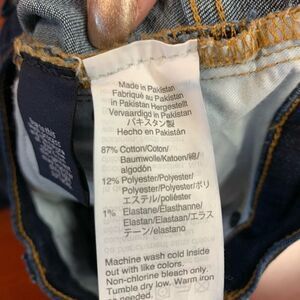 Made in Pakistan
Fabriqué au Pakistan
in Pakistan Hergestellt
Vervaardigd in Pakistan
パキスタン製
Hecho en Pakistán
87% Cotton/Coton/
Baumwolle/Katoen/綿/
algodón
12% Polyester/Polyester/
Polyester/Polyester/ポリ
エステル/poliéster
1% Elastane/Élasthanne/
Elastan/Elastaan/エラス
テーン/elastano
Machine wash cold Inside
out with like colors.
Non-chlorine bleach only.
Tumble dry low. Warm iron